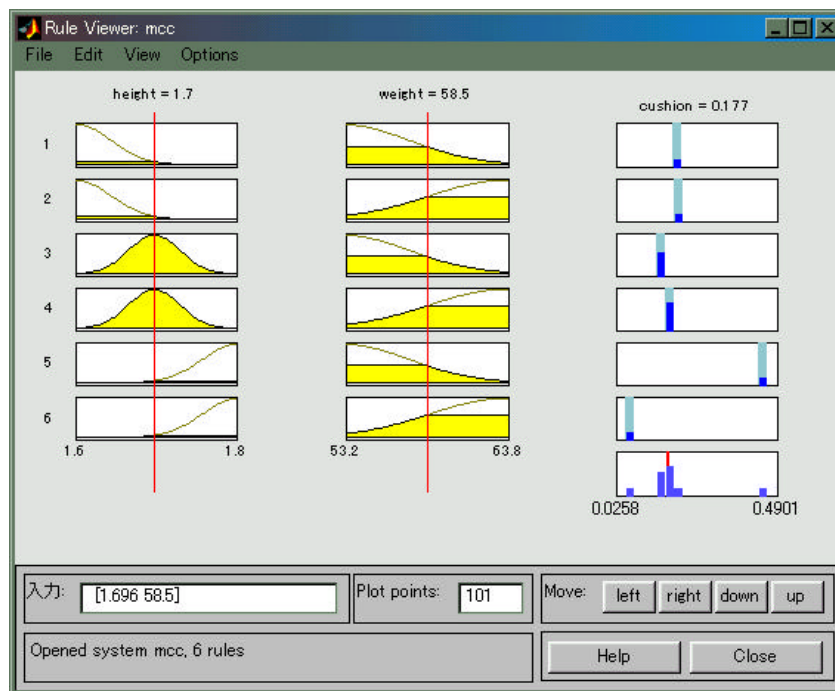 Rule Viewer: mcc
File Edit View Options
height = 1.7 weight = 58.5 cushion = 0.177
1
2
3
4
5
6
1.6 1.8 53.2 63.8
0.0258 0.4901
入力: [1.696 58.5] Plot points: 101 Move: left right down up
Opened system mcc, 6 rules Help Close